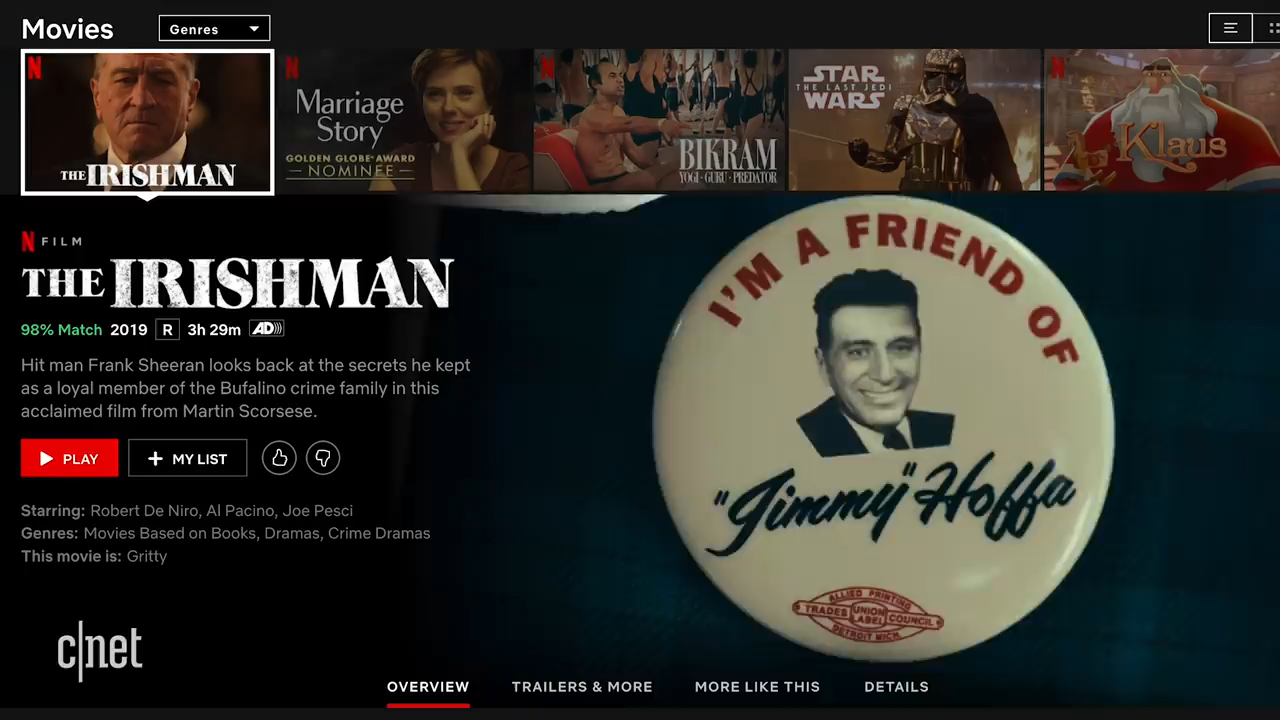 Movies
Genres
N
THE IRISHMAN
N
Marriage
Story
GOLDEN GLOBE® AWARD
NOMINEE
N
BIKRAM
YOGI · GURU · PREDATOR
STAR
THE LAST JEDI
WARS
N
Klaus
N FILM
THE IRISHMAN
98% Match 2019 R 3h 29m AD
Hit man Frank Sheeran looks back at the secrets he kept
as a loyal member of the Bufalino crime family in this
acclaimed film from Martin Scorsese.
PLAY
MY LIST
Starring: Robert De Niro, Al Pacino, Joe Pesci
Genres: Movies Based on Books, Dramas, Crime Dramas
This movie is: Gritty
I'M A FRIEND OF
"Jimmy" Hoffa
ALLIED PRINTING
TRADES UNION LABEL COUNCIL
DETROIT MICH.
c|net
OVERVIEW
TRAILERS & MORE
MORE LIKE THIS
DETAILS